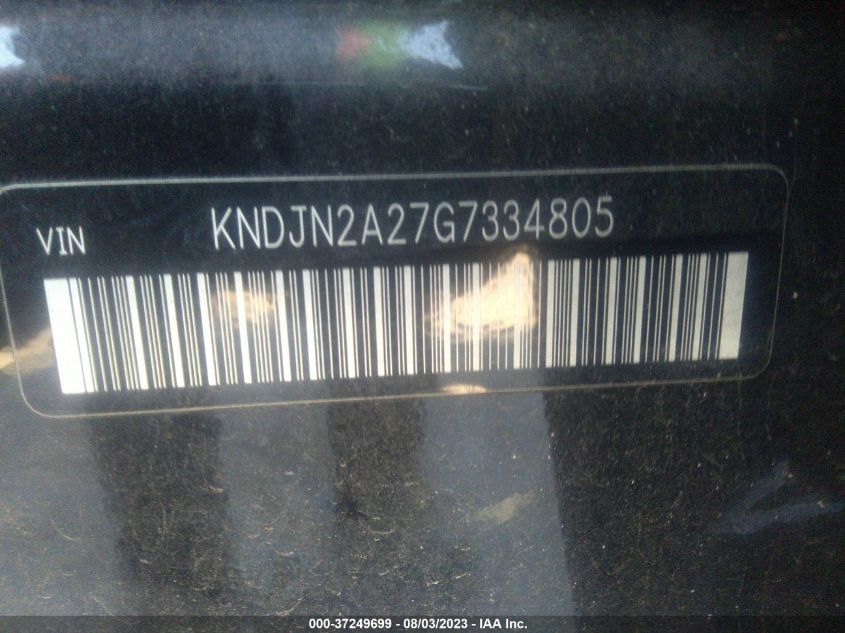 VIN KNDJN2A27G7334805
000-37249699 - 08/03/2023 - IAA Inc.